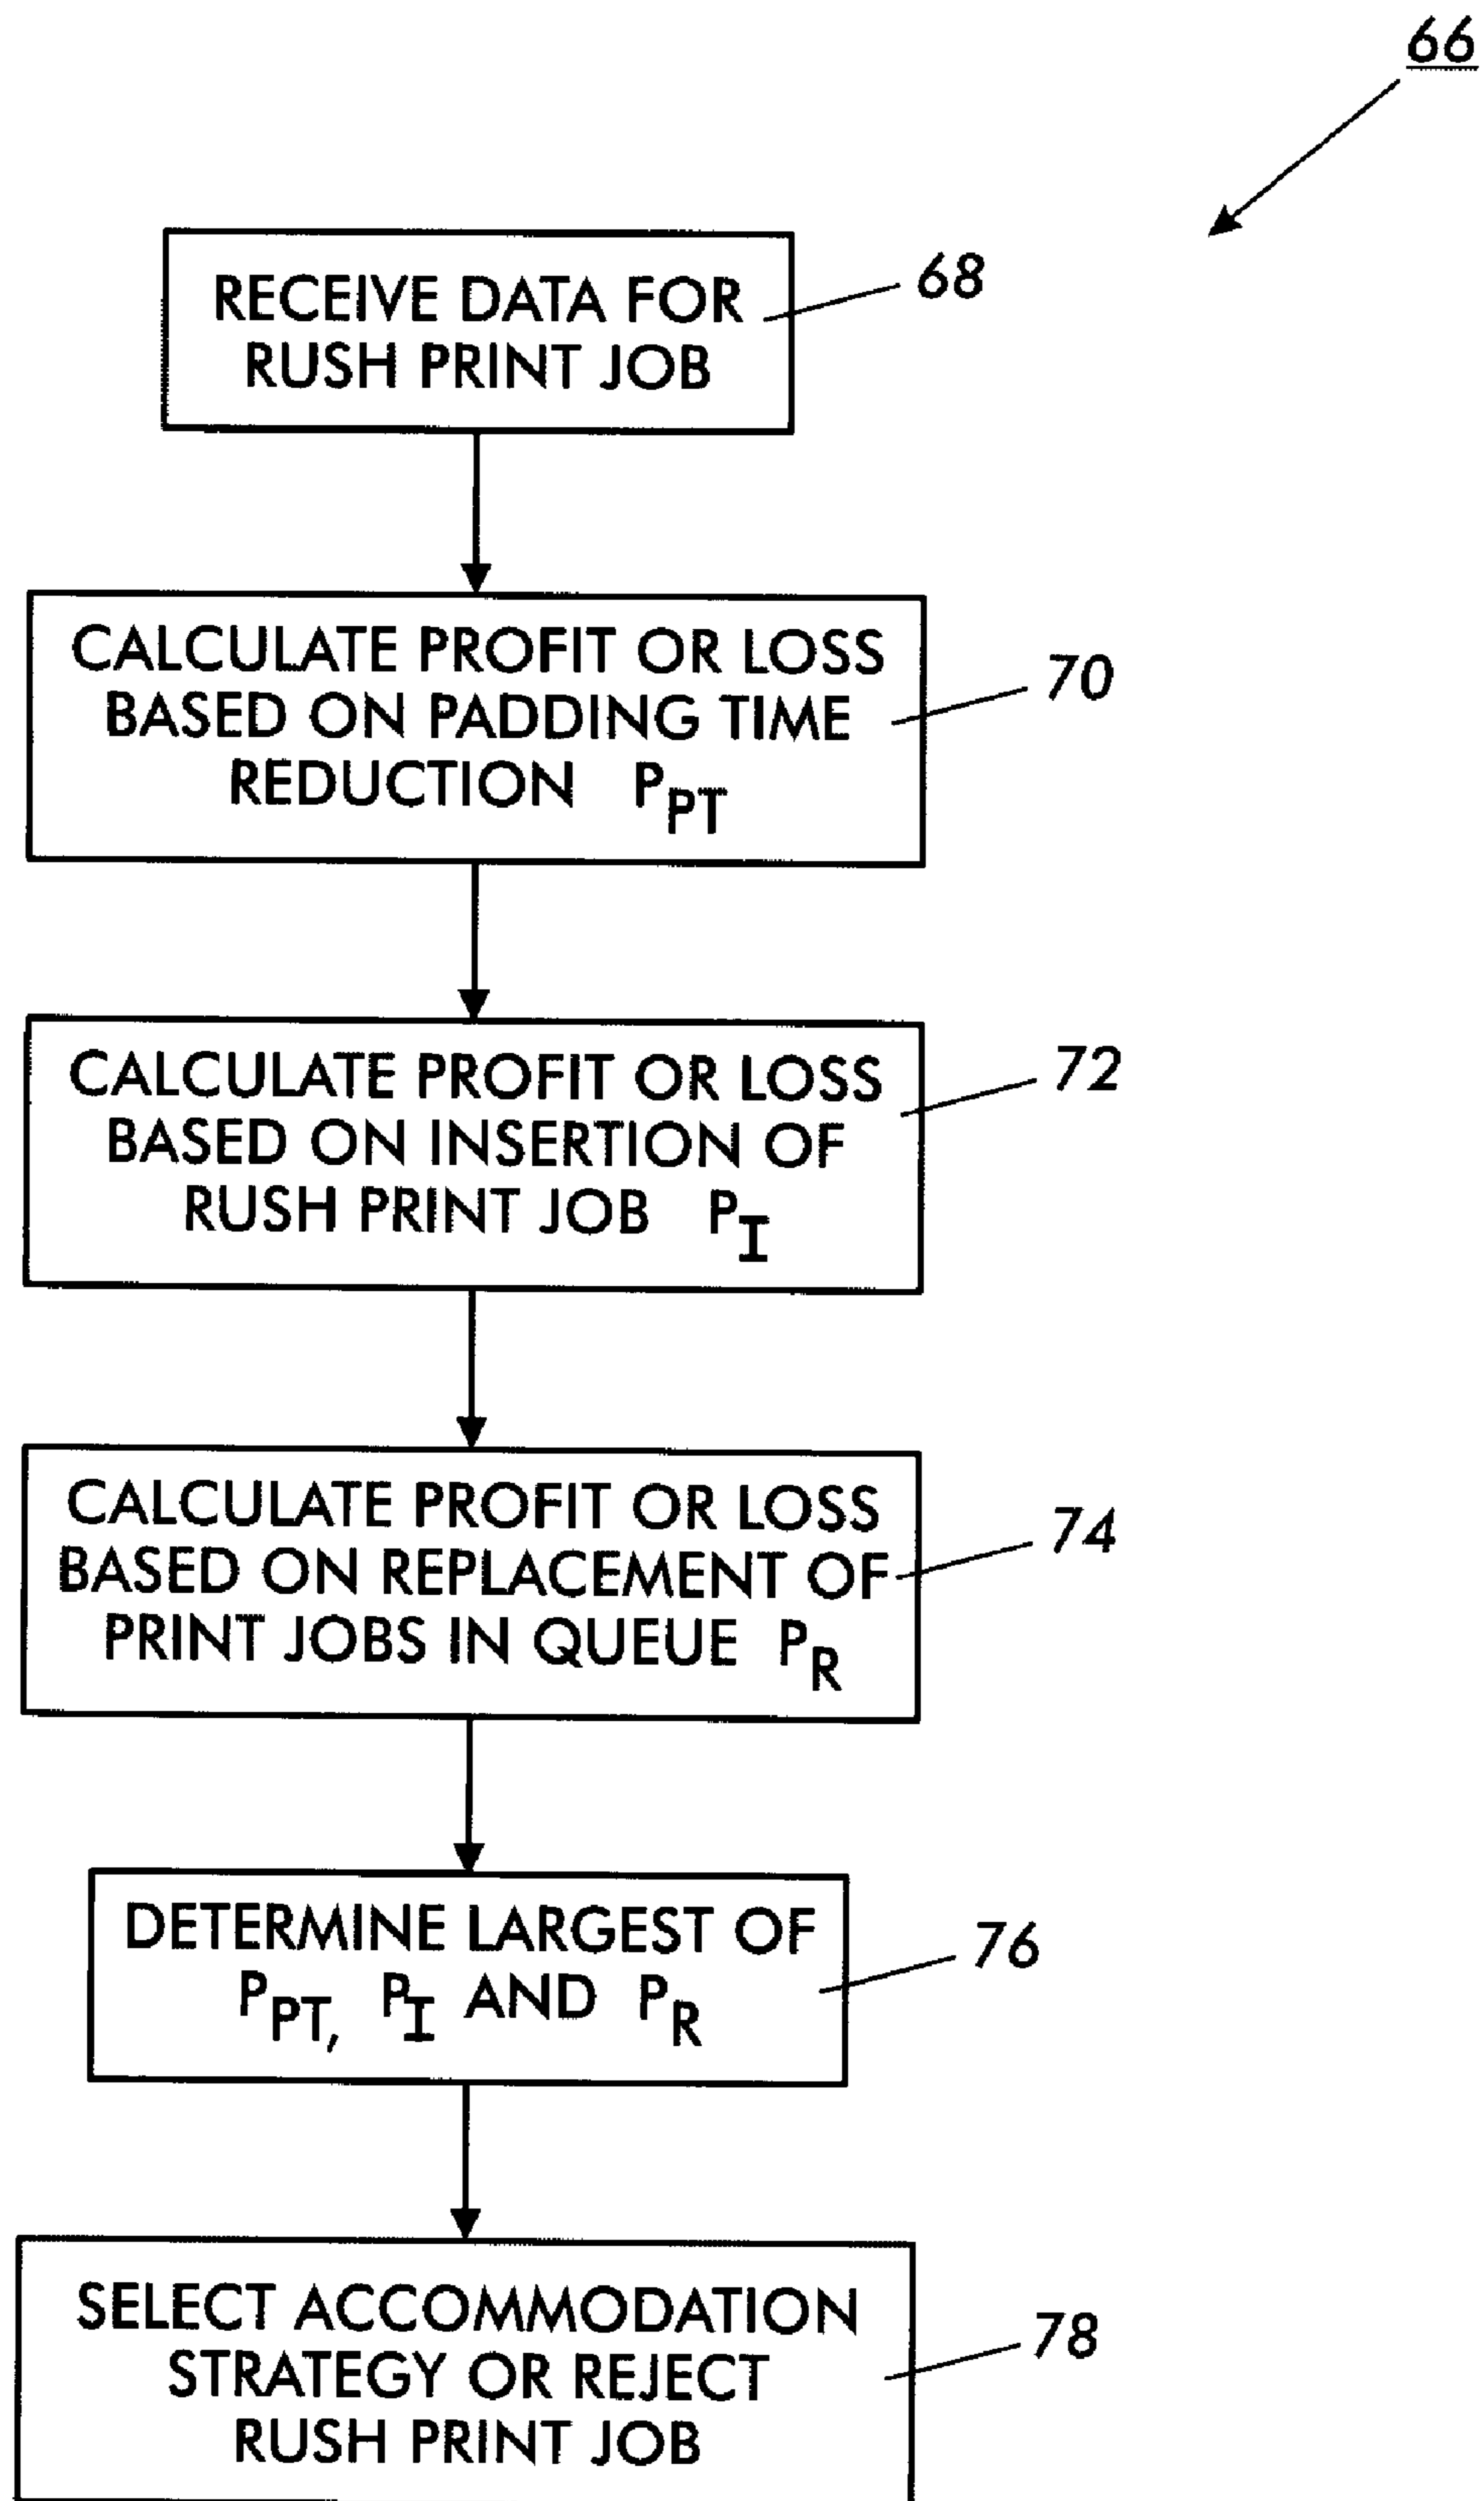 66
RECEIVE DATA FOR
RUSH PRINT JOB
68
CALCULATE PROFIT OR LOSS
BASED ON PADDING TIME
REDUCTION P_PT
70
CALCULATE PROFIT OR LOSS
BASED ON INSERTION OF
RUSH PRINT JOB P_I
72
CALCULATE PROFIT OR LOSS
BASED ON REPLACEMENT OF
PRINT JOBS IN QUEUE P_R
74
DETERMINE LARGEST OF
P_PT, P_I AND P_R
76
SELECT ACCOMMODATION
STRATEGY OR REJECT
RUSH PRINT JOB
78